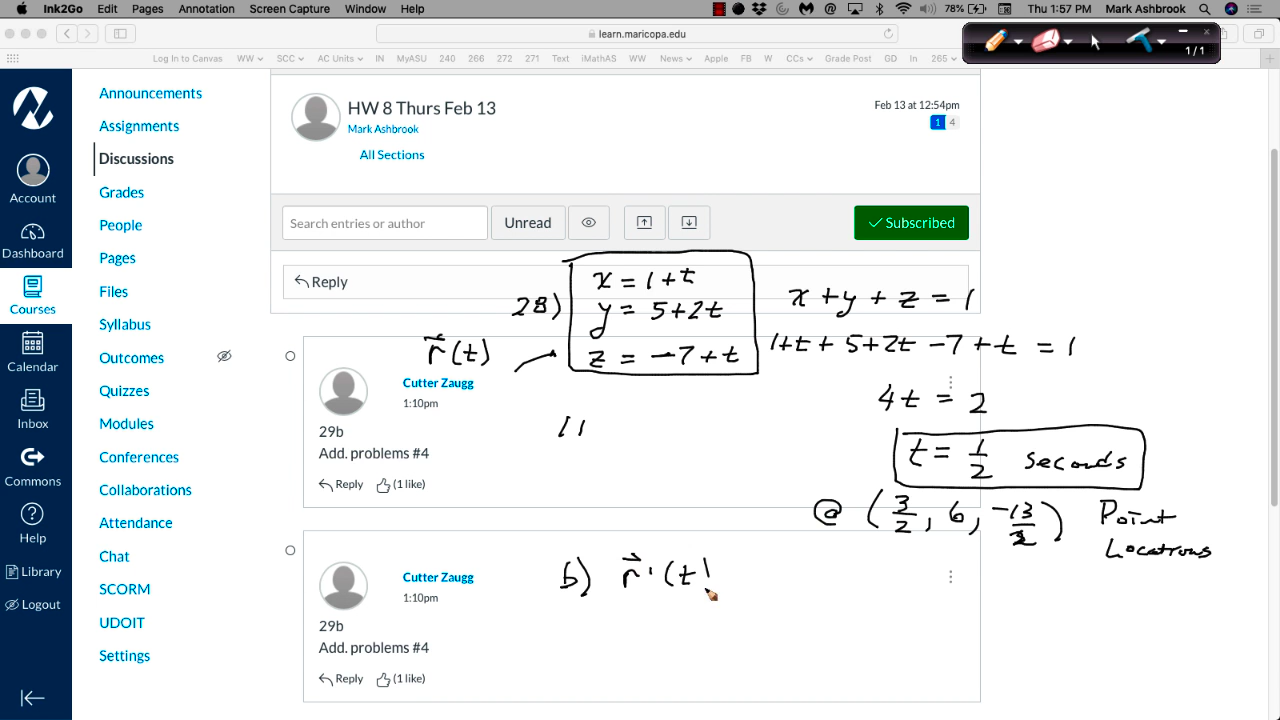 Ink2Go File Edit Pages Annotation Screen Capture Window Help 78% Thu 1:57 PM Mark Ashbrook
learn.maricopa.edu
1/1
Log In to Canvas WW SCC AC Units IN MyASU 240 266 272 271 Text iMathAS WW News Apple FB W CCs Grade Post GD In 265
Account
Dashboard
Courses
Calendar
Inbox
Commons
Help
Library
Logout
Announcements
Assignments
Discussions
Grades
People
Pages
Files
Syllabus
Outcomes
Quizzes
Modules
Conferences
Collaborations
Attendance
Chat
SCORM
UDOIT
Settings
HW 8 Thurs Feb 13
Mark Ashbrook
All Sections
Feb 13 at 12:54pm
1 4
Search entries or author Unread Subscribed
Reply
28) x = 1+t
y = 5+2t
z = -7+t
r⃗(t)
x + y + z = 1
1+t + 5+2t -7+t = 1
4t = 2
t = 1/2 seconds
@ (3/2, 6, -13/2) Point
Locations
Cutter Zaugg
1:10pm
29b
Add. problems #4
Reply (1 like)
b) r⃗'(t)
Cutter Zaugg
1:10pm
29b
Add. problems #4
Reply (1 like)